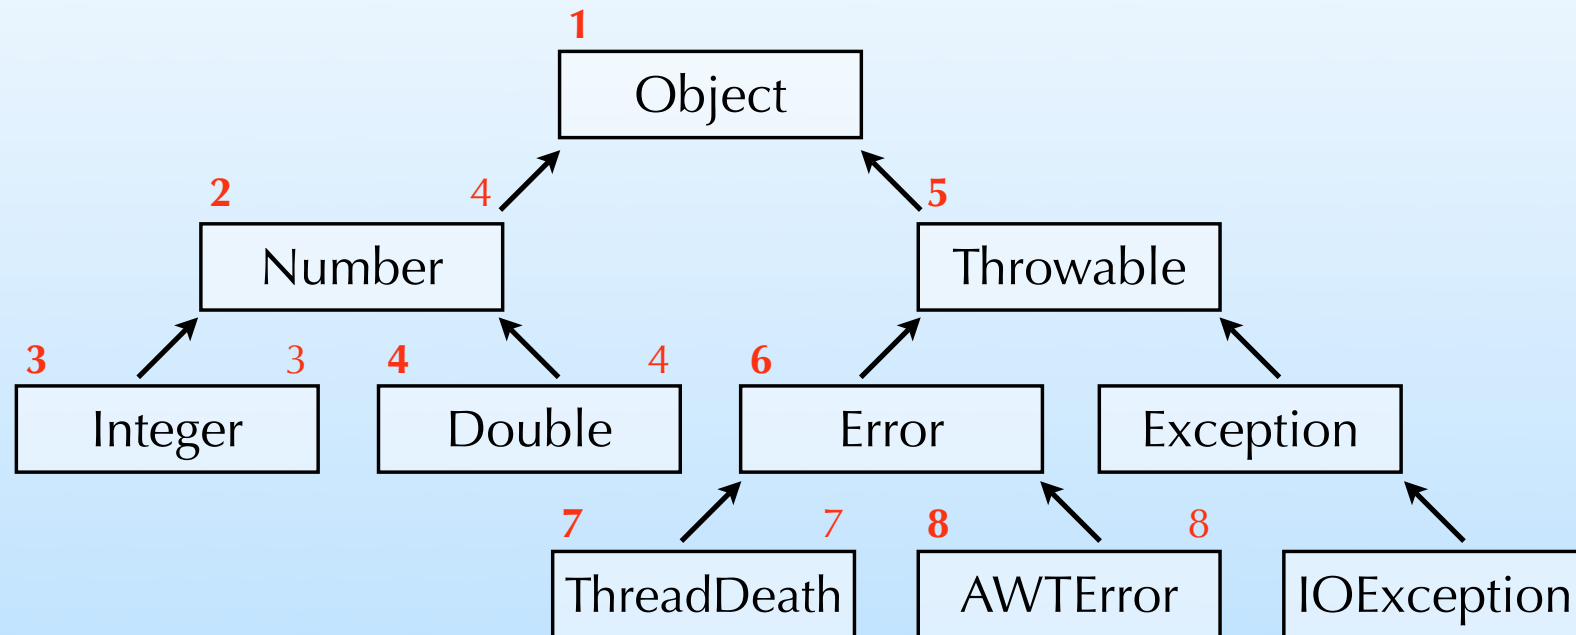 1
Object
2 4 5
Number Throwable
3 3 4 4 6
Integer Double Error Exception
7 7 8 8
ThreadDeath AWTError IOException